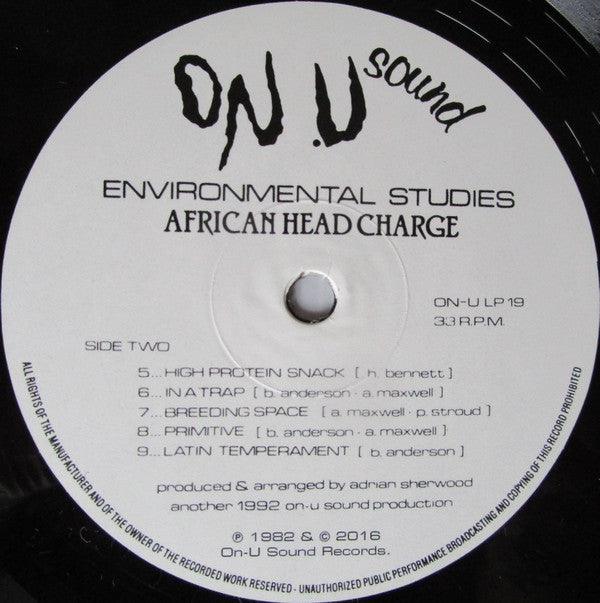 ON.U sound
ENVIRONMENTAL STUDIES
AFRICAN HEAD CHARGE
ON-U LP 19
33 R.P.M.
SIDE TWO
5...HIGH PROTEIN SNACK [ h. bennett ]
6...IN A TRAP [ b. anderson · a. maxwell ]
7...BREEDING SPACE [ a. maxwell · p. stroud ]
8...PRIMITIVE [ b. anderson · a. maxwell ]
9...LATIN TEMPERAMENT [ b. anderson ]
produced & arranged by adrian sherwood
another 1992 on·u sound production
℗ 1982 & © 2016
On-U Sound Records.
ALL RIGHTS OF THE MANUFACTURER AND OF THE OWNER OF THE RECORDED WORK RESERVED - UNAUTHORIZED PUBLIC PERFORMANCE BROADCASTING AND COPYING OF THIS RECORD PROHIBITED